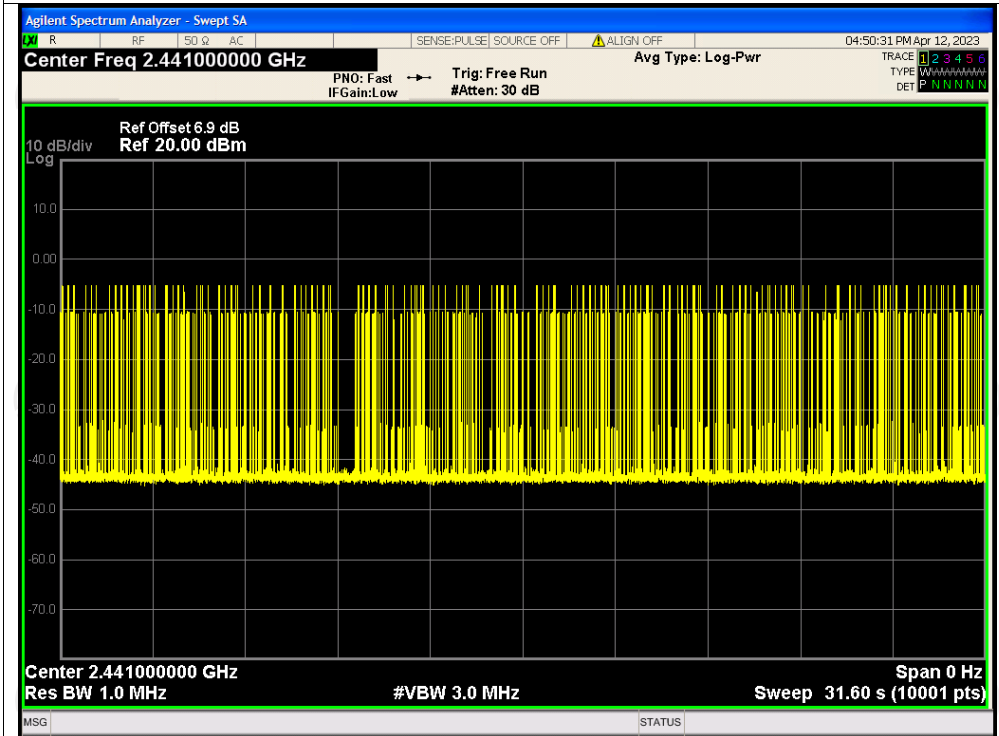 Agilent Spectrum Analyzer - Swept SA
LXI R RF 50 Ω AC SENSE:PULSE SOURCE OFF ALIGN OFF 04:50:31 PM Apr 12, 2023
Center Freq 2.441000000 GHz Avg Type: Log-Pwr TRACE 1 2 3 4 5 6
PNO: Fast Trig: Free Run TYPE W
IFGain:Low #Atten: 30 dB DET P N N N N N
Ref Offset 6.9 dB
10 dB/div Ref 20.00 dBm
Log
10.0
0.00
-10.0
-20.0
-30.0
-40.0
-50.0
-60.0
-70.0
Center 2.441000000 GHz Span 0 Hz
Res BW 1.0 MHz #VBW 3.0 MHz Sweep 31.60 s (10001 pts)
MSG STATUS